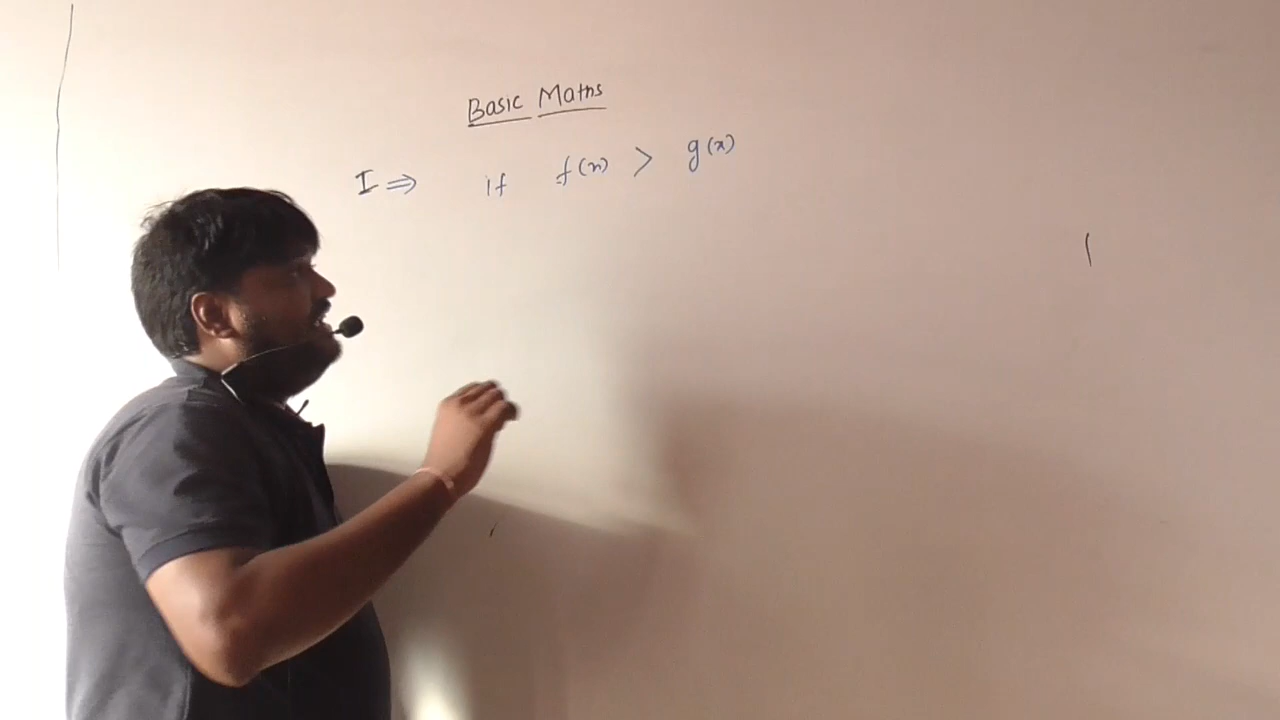 Basic Maths
I ⇒ if f(x) > g(x)